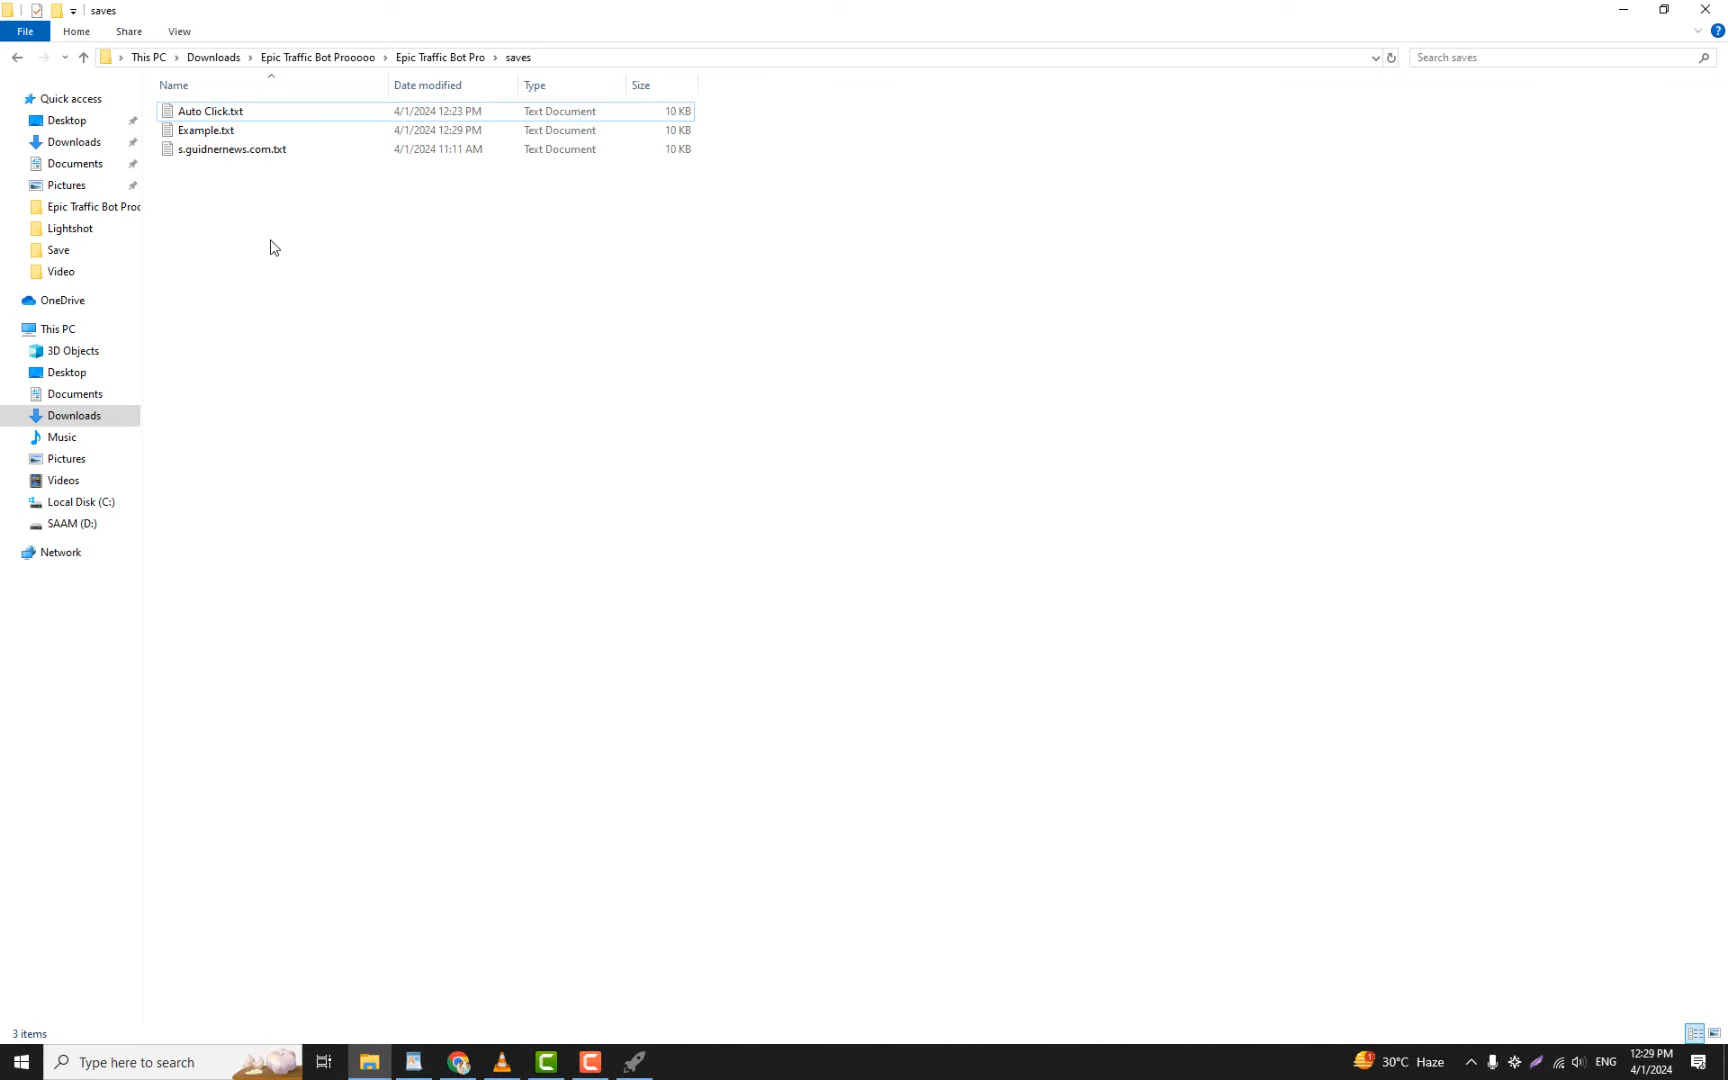 saves
File Home Share View
This PC Downloads Epic Traffic Bot Prooooo Epic Traffic Bot Pro saves
Search saves
Name Date modified Type Size
Auto Click.txt 4/1/2024 12:23 PM Text Document 10 KB
Example.txt 4/1/2024 12:29 PM Text Document 10 KB
s.guidnernews.com.txt 4/1/2024 11:11 AM Text Document 10 KB
Quick access
Desktop
Downloads
Documents
Pictures
Epic Traffic Bot Proo
Lightshot
Save
Video
OneDrive
This PC
3D Objects
Desktop
Documents
Downloads
Music
Pictures
Videos
Local Disk (C:)
SAAM (D:)
Network
3 items
Type here to search
1
30°C Haze
ENG
12:29 PM
4/1/2024